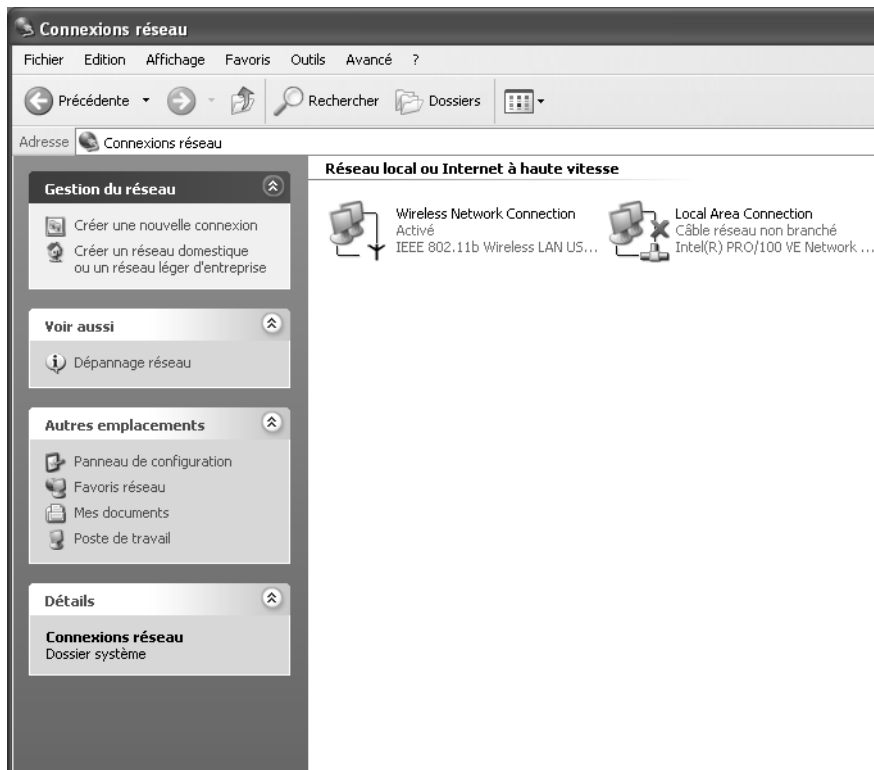 Connexions réseau
Fichier Edition Affichage Favoris Outils Avancé ?
Précédente Rechercher Dossiers
Adresse Connexions réseau
Gestion du réseau
Créer une nouvelle connexion
Créer un réseau domestique
ou un réseau léger d'entreprise
Voir aussi
Dépannage réseau
Autres emplacements
Panneau de configuration
Favoris réseau
Mes documents
Poste de travail
Détails
Connexions réseau
Dossier système
Réseau local ou Internet à haute vitesse
Wireless Network Connection
Activé
IEEE 802.11b Wireless LAN US...
Local Area Connection
Câble réseau non branché
Intel(R) PRO/100 VE Network ...